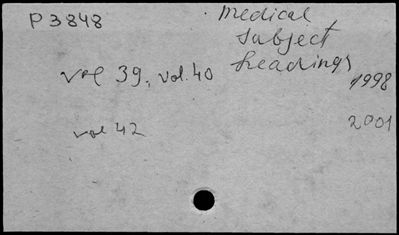 P3848
Medical
Subject
headings
vol 39, vol. 40
1998
vol 42
2001